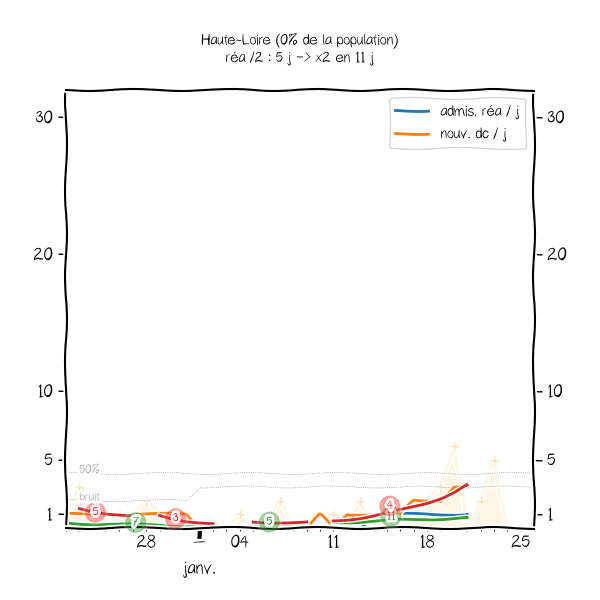 Haute-Loire (0% de la population)
réa /2 : 5 j -> x2 en 11 j
admis. réa / j
nouv. dc / j
30 30
20 20
10 10
5 5
50%
bruit
1 1
5 7 3 5 4 11
28 1 04 11 18 25
janv.